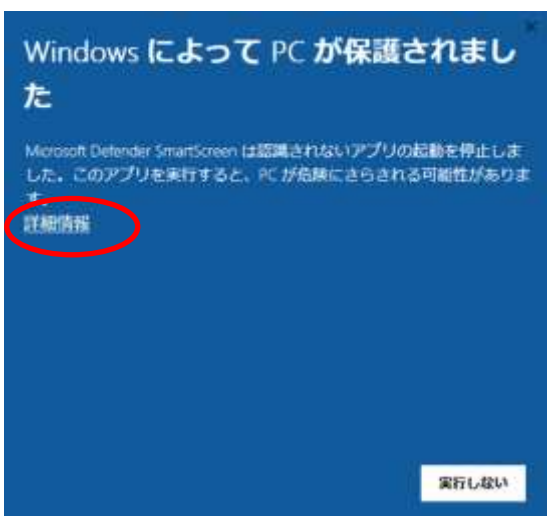 Windows によって PC が保護されまし
た
Microsoft Defender SmartScreen は認識されないアプリの起動を停止しま
した。このアプリを実行すると、PC が危険にさらされる可能性がありま
す。
詳細情報
実行しない